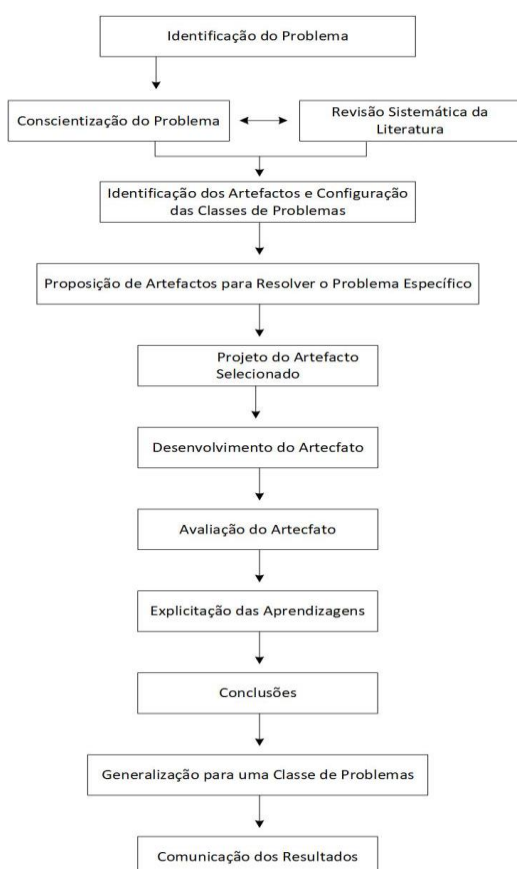 Identificação do Problema
Conscientização do Problema
Revisão Sistemática da
Literatura
Identificação dos Artefactos e Configuração
das Classes de Problemas
Proposição de Artefactos para Resolver o Problema Específico
Projeto do Artefacto
Selecionado
Desenvolvimento do Artecfato
Avaliação do Artecfato
Explicitação das Aprendizagens
Conclusões
Generalização para uma Classe de Problemas
Comunicação dos Resultados